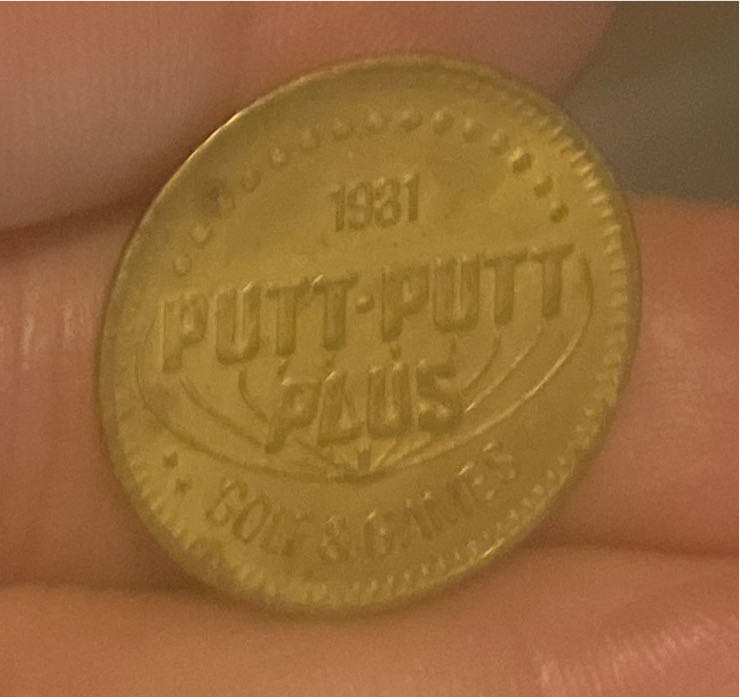 1981
PUTT-PUTT
PLUS
GOLF & GAMES